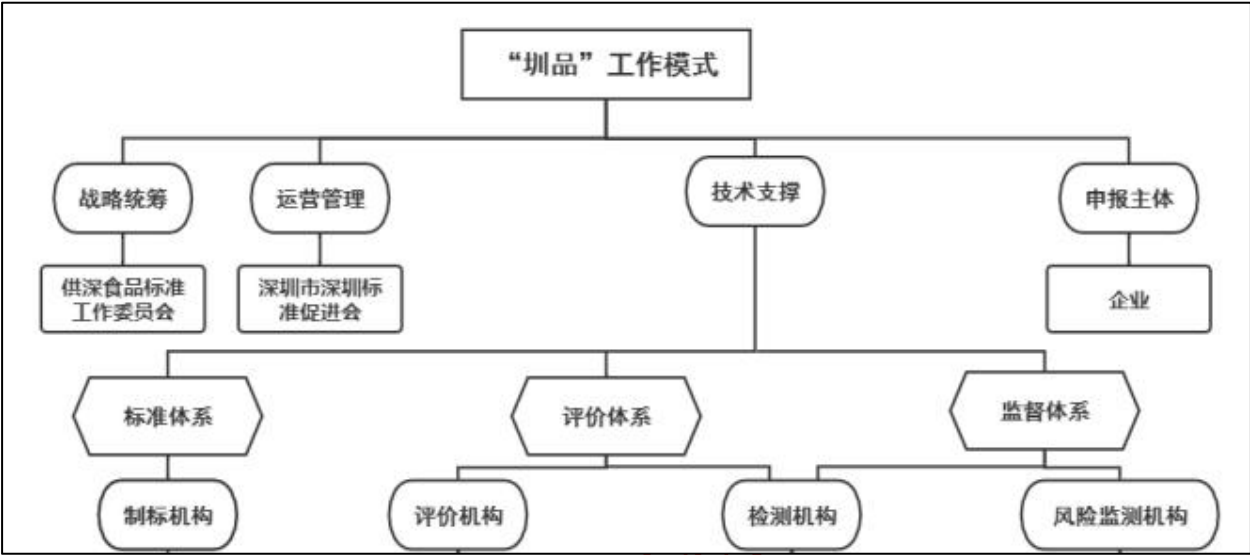 “圳品”工作模式
战略统筹
运营管理
技术支撑
申报主体
供深食品标准
工作委员会
深圳市深圳标
准促进会
企业
标准体系
评价体系
监督体系
制标机构
评价机构
检测机构
风险监测机构